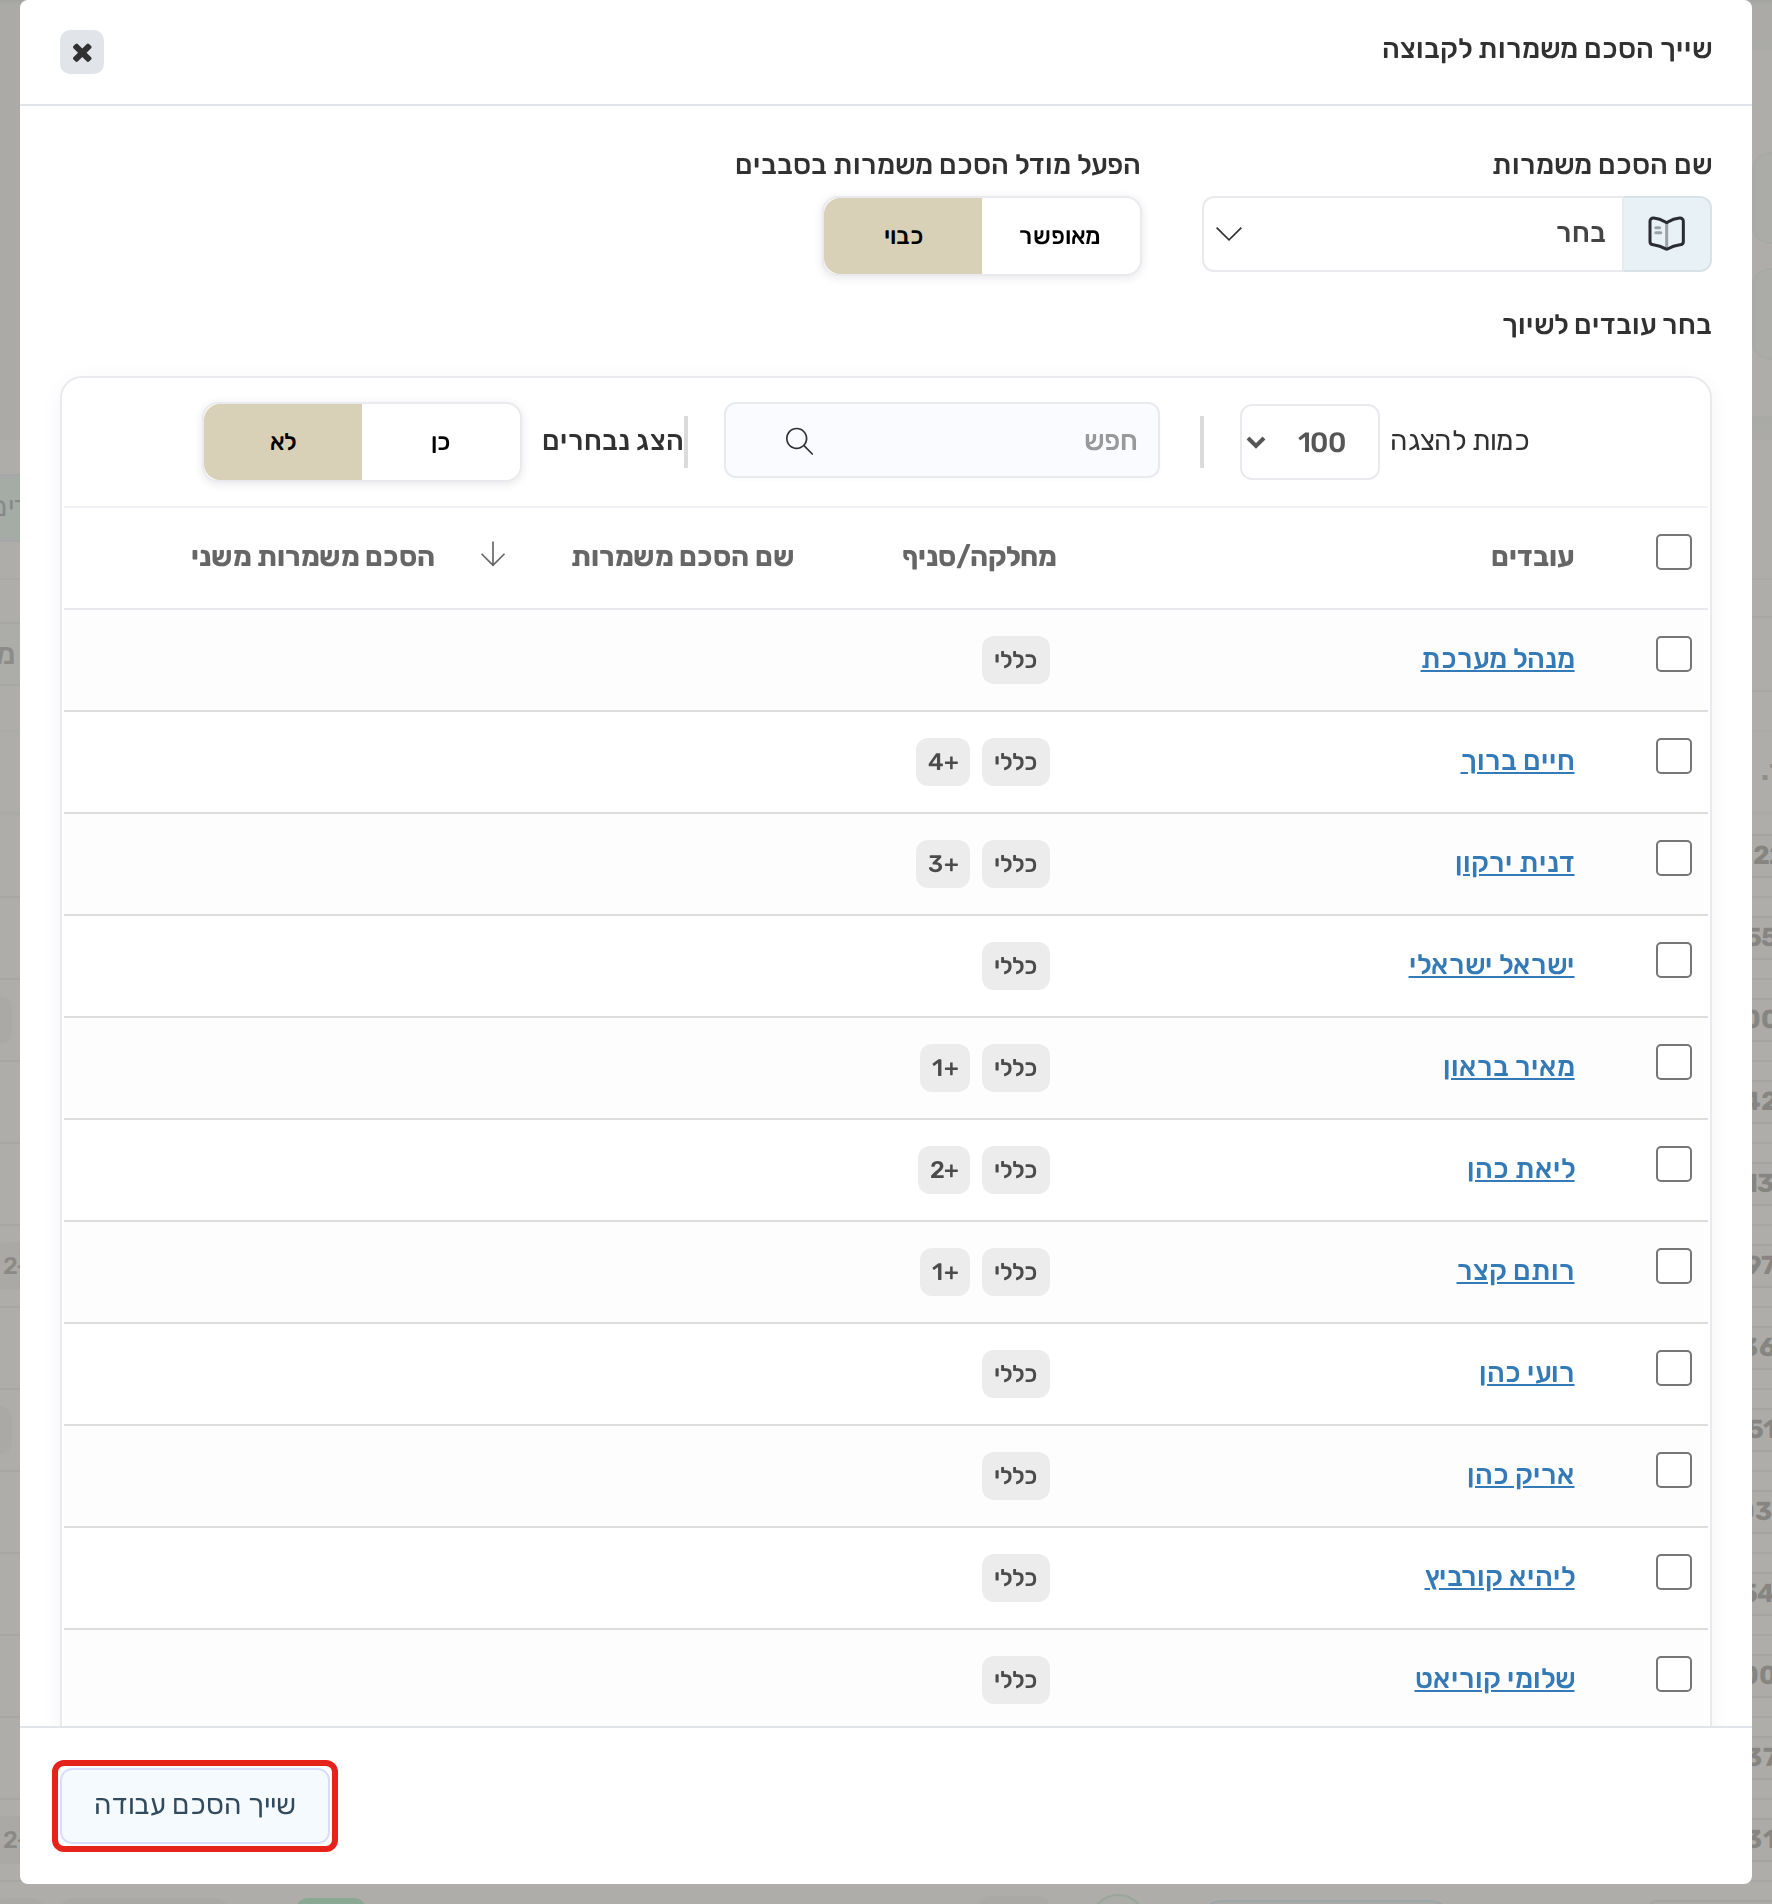 שייך הסכם משמרות לקבוצה
שם הסכם משמרות
הפעל מודל הסכם משמרות בסבבים
בחר
מאופשר
כבוי
בחר עובדים לשיוך
כמות להצגה 100 חפש הצג נבחרים כן לא
עובדים מחלקה/סניף שם הסכם משמרות הסכם משמרות משני
מנהל מערכת כללי
חיים ברוך כללי 4+
דנית ירקון כללי 3+
ישראל ישראלי כללי
מאיר בראון כללי 1+
ליאת כהן כללי 2+
רותם קצר כללי 1+
רועי כהן כללי
אריק כהן כללי
ליהיא קורביץ כללי
שלומי קוריאט כללי
שייך הסכם עבודה